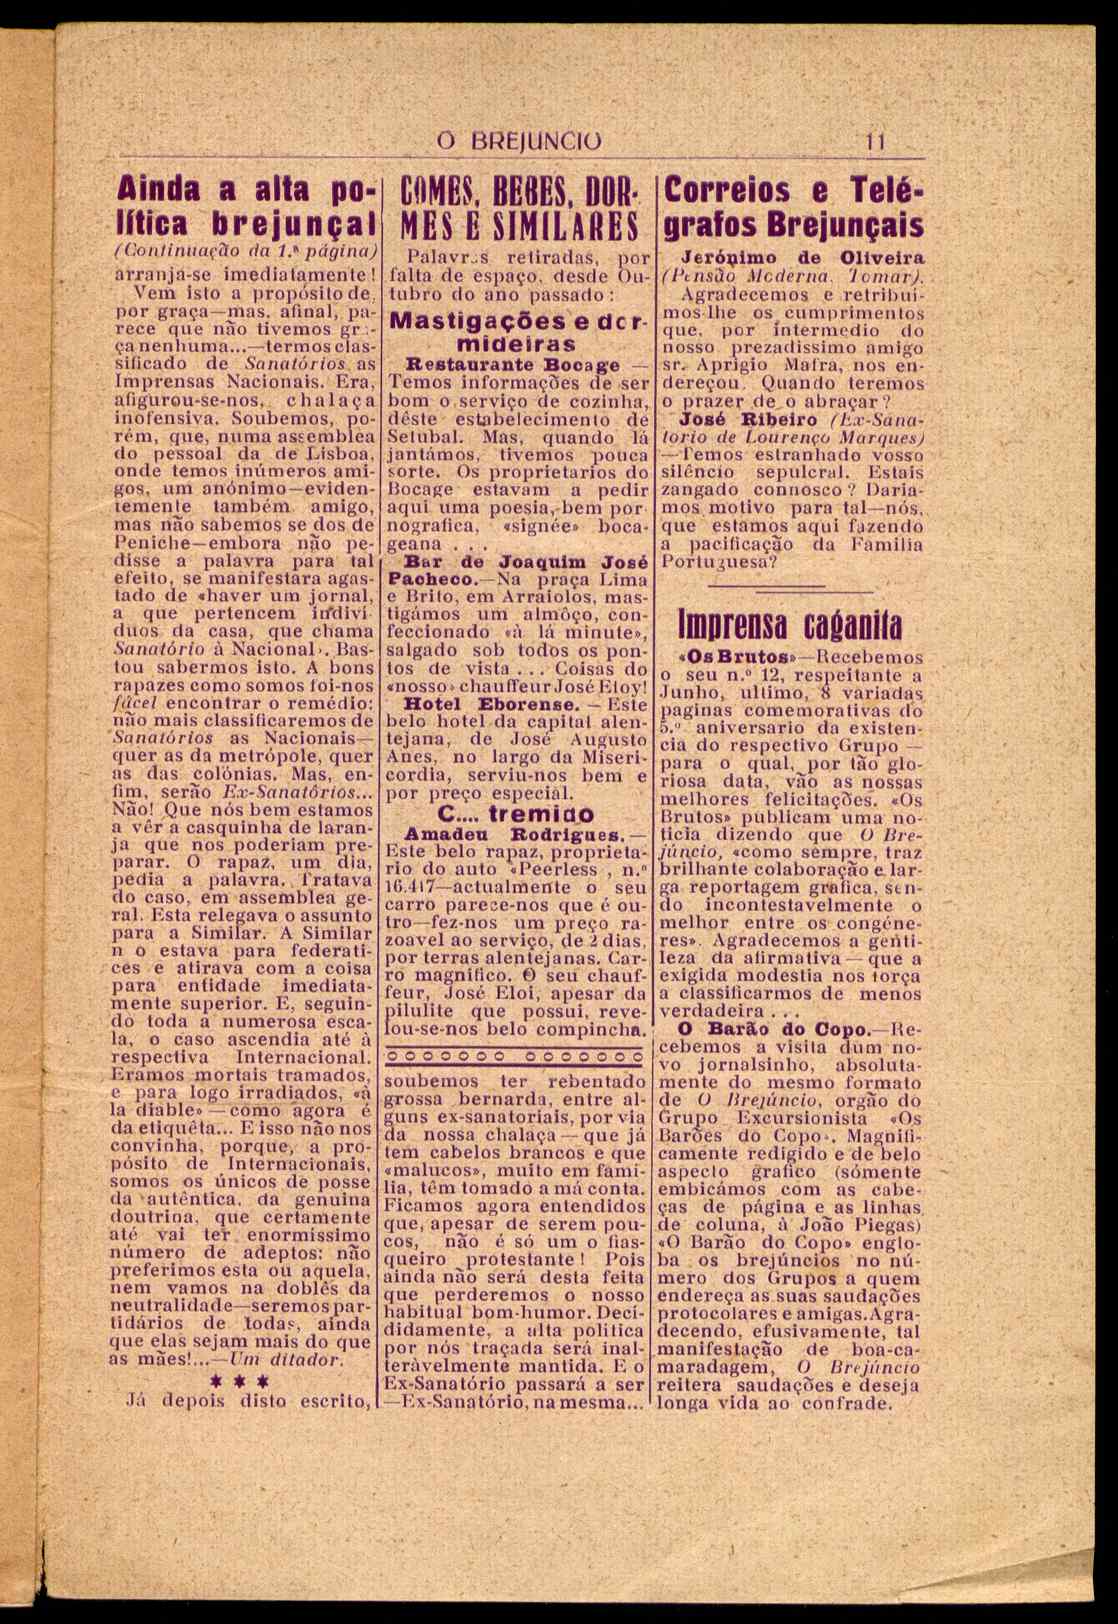 O BREJUNCIO
11
Ainda a alta po-
lítica brejunçal
(Continuação da 1.ª página)
arranja-se imediatamente!
Vem isto a propósito de,
por graça—mas, afinal, pa-
rece que não tivemos gra-
ça nenhuma...—termos clas-
sificado de Sanatórios as
Imprensas Nacionais. Era,
afigurou-se-nos, chalaça
inofensiva. Soubemos, po-
rém, que, numa assemblea
do pessoal da de Lisboa,
onde temos inúmeros ami-
gos, um anónimo—eviden-
temente também amigo,
mas não sabemos se dos de
Peniche—embora não pe-
disse a palavra para tal
efeito, se manifestara agas-
tado de «haver um jornal,
a que pertencem indiví-
duos da casa, que chama
Sanatório à Nacional». Bas-
tou sabermos isto. A bons
rapazes como somos foi-nos
fácel encontrar o remédio:
não mais classificaremos de
Sanatórios as Nacionais—
quer as da metrópole, quer
as das colónias. Mas, en-
fim, serão Ex-Sanatórios...
Não! Que nós bem estamos
a vêr a casquinha de laran-
ja que nos poderiam pre-
parar. O rapaz, um dia,
pedia a palavra. Tratava
do caso, em assemblea ge-
ral. Esta relegava o assunto
para a Similar. A Similar
n o estava para federati-
ces e atirava com a coisa
para entidade imediata-
mente superior. E, seguin-
do toda a numerosa esca-
la, o caso ascendia até à
respectiva Internacional.
Eramos mortais tramados,
e para logo irradiados, «à
la diable»—como agora é
da etiquêta... E isso não nos
convinha, porque, a pro-
pósito de Internacionais,
somos os únicos de posse
da autêntica, da genuina
doutrina, que certamente
até vai ter enormissimo
número de adeptos: não
preferimos esta ou aquela,
nem vamos na doblês da
neutralidade—seremos par-
tidários de todas, ainda
que elas sejam mais do que
as mães!...—Um ditador.
* * *
Já depois disto escrito,
COMES, BEBES, DOR-
MES E SIMILARES
Palavras retiradas, por
falta de espaço, desde Ou-
tubro do ano passado:
Mastigações e dor-
mideiras
Restaurante Bocage —
Temos informações de ser
bom o serviço de cozinha,
dêste estabelecimento de
Setubal. Mas, quando lá
jantámos, tivemos pouca
sorte. Os proprietarios do
Bocage estavam a pedir
aqui uma poesia, bem por-
nografica, «signée» boca-
geana . . .
Bar de Joaquim José
Pacheco.—Na praça Lima
e Brito, em Arraiolos, mas-
tigámos um almôço, con-
feccionado «à lá minute»,
salgado sob todos os pon-
tos de vista . . . Coisas do
«nosso» chauffeur José Eloy!
Hotel Eborense. — Este
belo hotel da capital alen-
tejana, de José Augusto
Anes, no largo da Miseri-
cordia, serviu-nos bem e
por preço especial.
C.... tremido
Amadeu Rodrigues.—
Este belo rapaz, proprieta-
rio do auto «Peerless , n.º
16.417—actualmente o seu
carro parece-nos que é ou-
tro—fez-nos um preço ra-
zoavel ao serviço, de 2 dias,
por terras alentejanas. Car-
ro magnifico. O seu chauf-
feur, José Eloi, apesar da
pilulite que possui, reve-
lou-se-nos belo compincha.
soubemos ter rebentado
grossa bernarda, entre al-
guns ex-sanatoriais, por via
da nossa chalaça—que já
tem cabelos brancos e que
«malucos», muito em fami-
lia, têm tomado a má conta.
Ficamos agora entendidos
que, apesar de serem pou-
cos, não é só um o fias-
queiro protestante! Pois
ainda não será desta feita
que perderemos o nosso
habitual bom-humor. Deci-
didamente, a alta politica
por nós traçada será inal-
teràvelmente mantida. E o
Ex-Sanatório passará a ser
—Ex-Sanatório, na mesma...
Correios e Telé-
grafos Brejunçais
Jerónimo de Oliveira
(Pensão Moderna. Tomar).
Agradecemos e retribuí-
mos-lhe os cumprimentos
que, por intermedio do
nosso prezadissimo amigo
sr. Aprigio Mafra, nos en-
dereçou. Quando teremos
o prazer de o abraçar?
José Ribeiro (Ex-Sana-
torio de Lourenço Marques)
—Temos estranhado vosso
silêncio sepulcral. Estais
zangado connosco? Daria-
mos motivo para tal—nós,
que estamos aqui fazendo
a pacificação da Familia
Portuguesa?
Imprensa caganita
«Os Brutos»—Recebemos
o seu n.º 12, respeitante a
Junho, ultimo, 8 variadas
paginas comemorativas do
5.º aniversario da existen-
cia do respectivo Grupo —
para o qual, por tão glo-
riosa data, vão as nossas
melhores felicitações. «Os
Brutos» publicam uma no-
ticia dizendo que O Bre-
júncio, «como sempre, traz
brilhante colaboração e lar-
ga reportagem grafica, sen-
do incontestavelmente o
melhor entre os congéne-
res». Agradecemos a genti-
leza da afirmativa — que a
exigida modestia nos força
a classificarmos de menos
verdadeira . . .
O Barão do Copo.—Re-
cebemos a visita dum no-
vo jornalsinho, absoluta-
mente do mesmo formato
de O Brejúncio, orgão do
Grupo Excursionista «Os
Barões do Copo». Magnifi-
camente redigido e de belo
aspecto grafico (sómente
embicámos com as cabe-
ças de página e as linhas
de coluna, à João Piegas)
«O Barão do Copo» englo-
ba os brejúncios no nú-
mero dos Grupos a quem
endereça as suas saudações
protocolares e amigas. Agra-
decendo, efusivamente, tal
manifestação de boa-ca-
maradagem, O Brejúncio
reitera saudações e deseja
longa vida ao confrade.